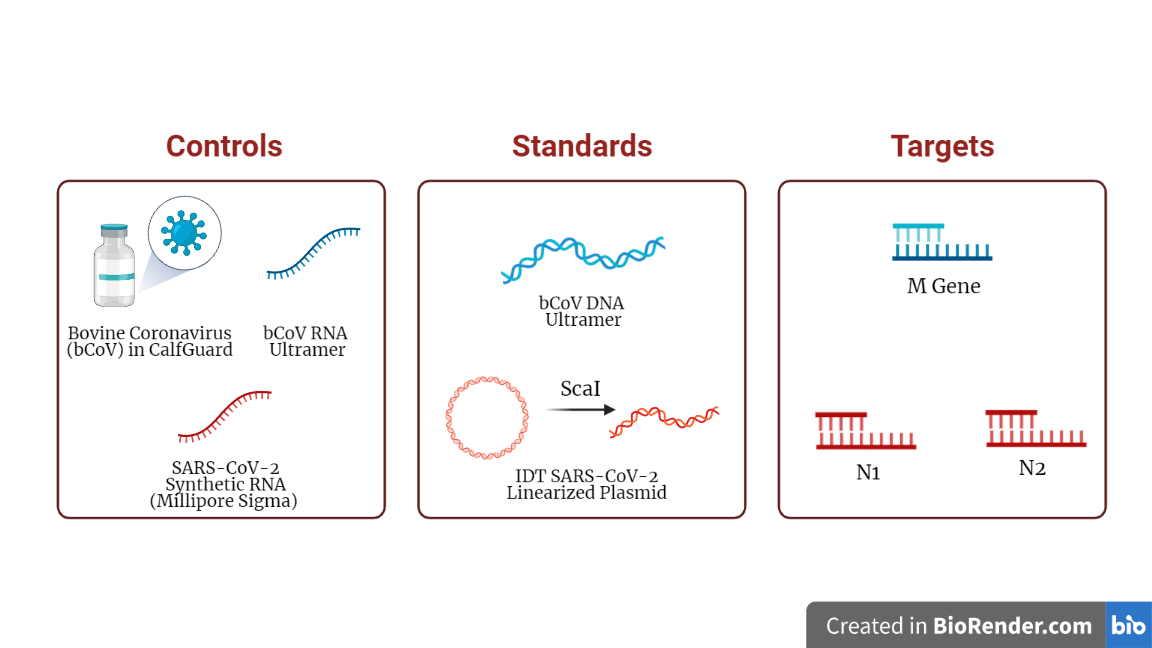 Controls
Standards
Targets
Bovine Coronavirus
(bCoV) in CalfGuard
bCoV RNA
Ultramer
SARS-CoV-2
Synthetic RNA
(Millipore Sigma)
bCoV DNA
Ultramer
ScaI
IDT SARS-CoV-2
Linearized Plasmid
M Gene
N1
N2
Created in BioRender.com bio